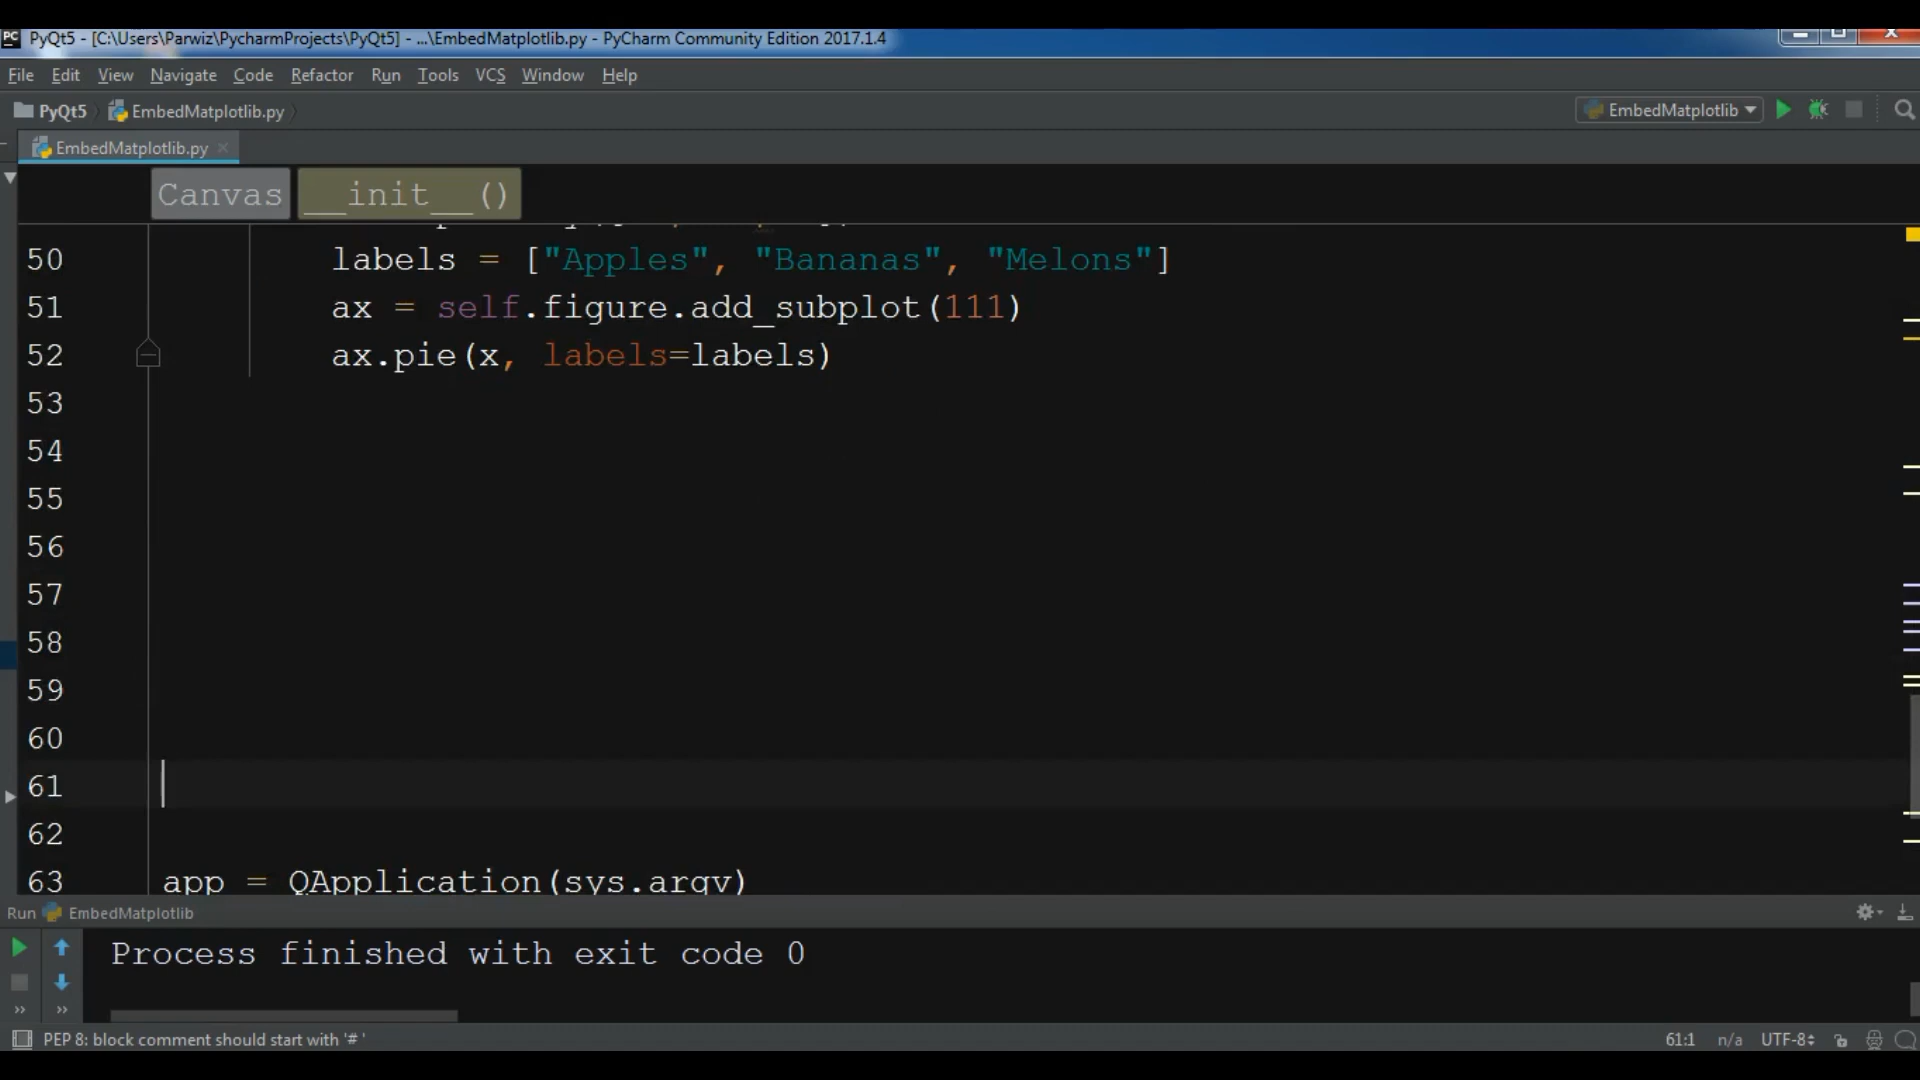 PC PyQt5 - [C:\Users\Parwiz\PycharmProjects\PyQt5] - ...\EmbedMatplotlib.py - PyCharm Community Edition 2017.1.4
File Edit View Navigate Code Refactor Run Tools VCS Window Help
PyQt5 EmbedMatplotlib.py EmbedMatplotlib
EmbedMatplotlib.py
Canvas __init__()
50 labels = ["Apples", "Bananas", "Melons"]
51 ax = self.figure.add_subplot(111)
52 ax.pie(x, labels=labels)
53
54
55
56
57
58
59
60
61
62
63 app = QApplication(sys.argv)
Run EmbedMatplotlib
Process finished with exit code 0
PEP 8: block comment should start with '# ' 61:1 n/a UTF-8